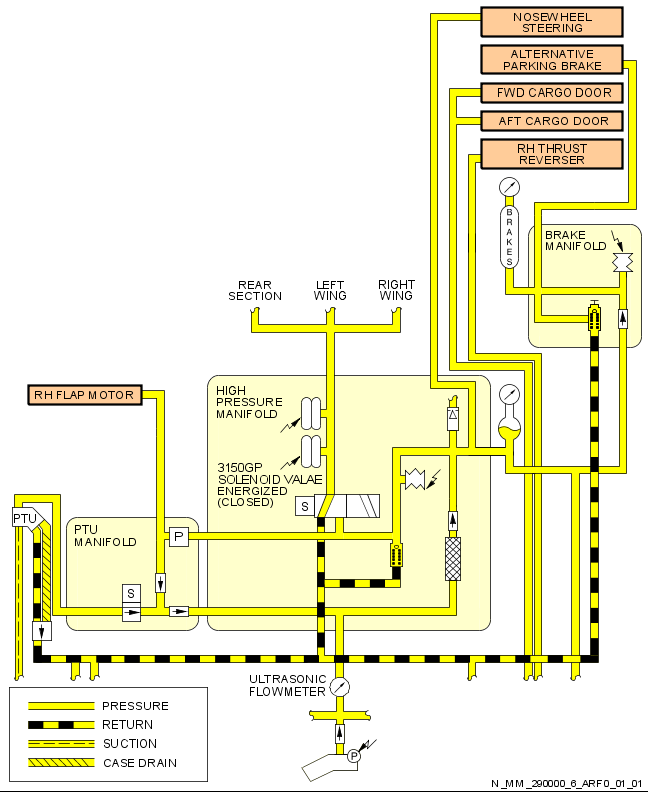 NOSEWHEEL
STEERING
ALTERNATIVE
PARKING BRAKE
FWD CARGO DOOR
AFT CARGO DOOR
RH THRUST
REVERSER
BRAKES
BRAKE
MANIFOLD
REAR
SECTION
LEFT
WING
RIGHT
WING
RH FLAP MOTOR
HIGH
PRESSURE
MANIFOLD
3150GP
SOLENOID VALAE
ENERGIZED
(CLOSED)
S
PTU
PTU
MANIFOLD
P
S
ULTRASONIC
FLOWMETER
P
PRESSURE
RETURN
SUCTION
CASE DRAIN
N_MM_290000_6_ARF0_01_01